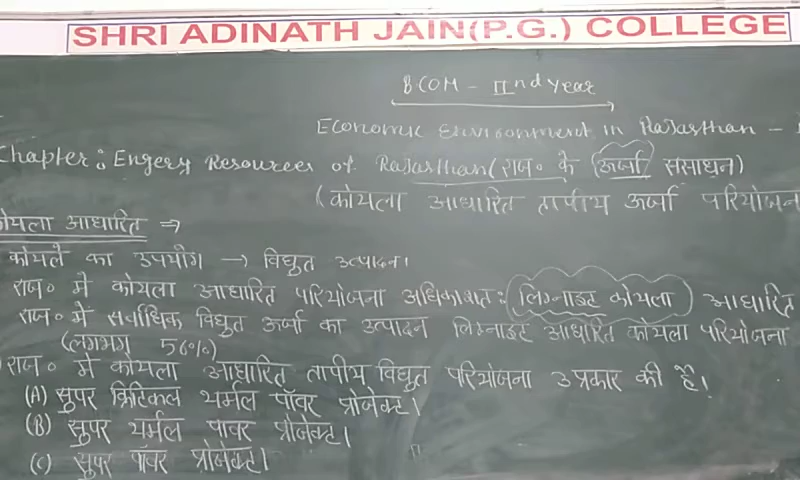 SHRI ADINATH JAIN(P.G.) COLLEGE
BCOM - IInd Year
Economic Environment in Rajasthan -
Chapter: Engery Resources of Rajasthan (राज० के ऊर्जा संसाधन)
(कोयला आधारित तापीय ऊर्जा परियोजन
कोयला आधारित ⇒
कोयले का उपयोग → विद्युत उत्पादन।
राज० में कोयला आधारित परियोजना अधिकाशत: (लिग्नाइट कोयला) आधारित
राज० में सर्वाधिक विद्युत ऊर्जा का उत्पादन लिग्नाइट आधारित कोयला परियोजना
(लगभग 56%)
राज० में कोयला आधारित तापीय विद्युत परियोजना 3 प्रकार की है।
(A) सुपर क्रिटिकल थर्मल पॉवर प्रोजेक्ट।
(B) सुपर थर्मल पावर प्रोजेक्ट।
(C) सुपर पॉवर प्रोजेक्ट।